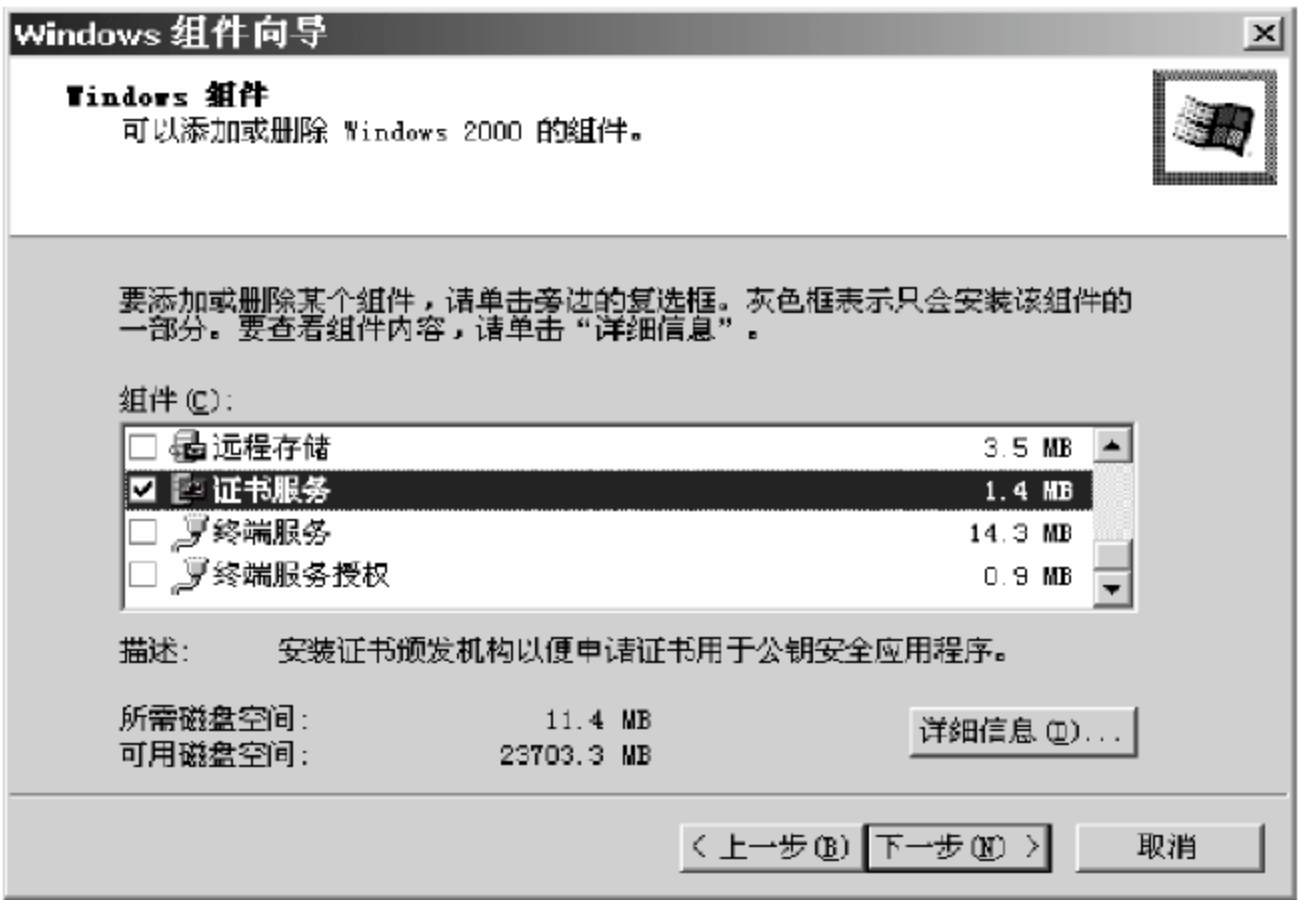 Windows 组件向导
Windows 组件
可以添加或删除 Windows 2000 的组件。
要添加或删除某个组件，请单击旁边的复选框。灰色框表示只会安装该组件的
一部分。要查看组件内容，请单击“详细信息”。
组件(C):
远程存储 3.5 MB
证书服务 1.4 MB
终端服务 14.3 MB
终端服务授权 0.9 MB
描述: 安装证书颁发机构以便申请证书用于公钥安全应用程序。
所需磁盘空间: 11.4 MB
可用磁盘空间: 23703.3 MB
详细信息(D)...
< 上一步(B) 下一步(N) > 取消